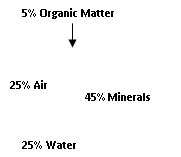 5% Organic Matter
25% Air
45% Minerals
25% Water